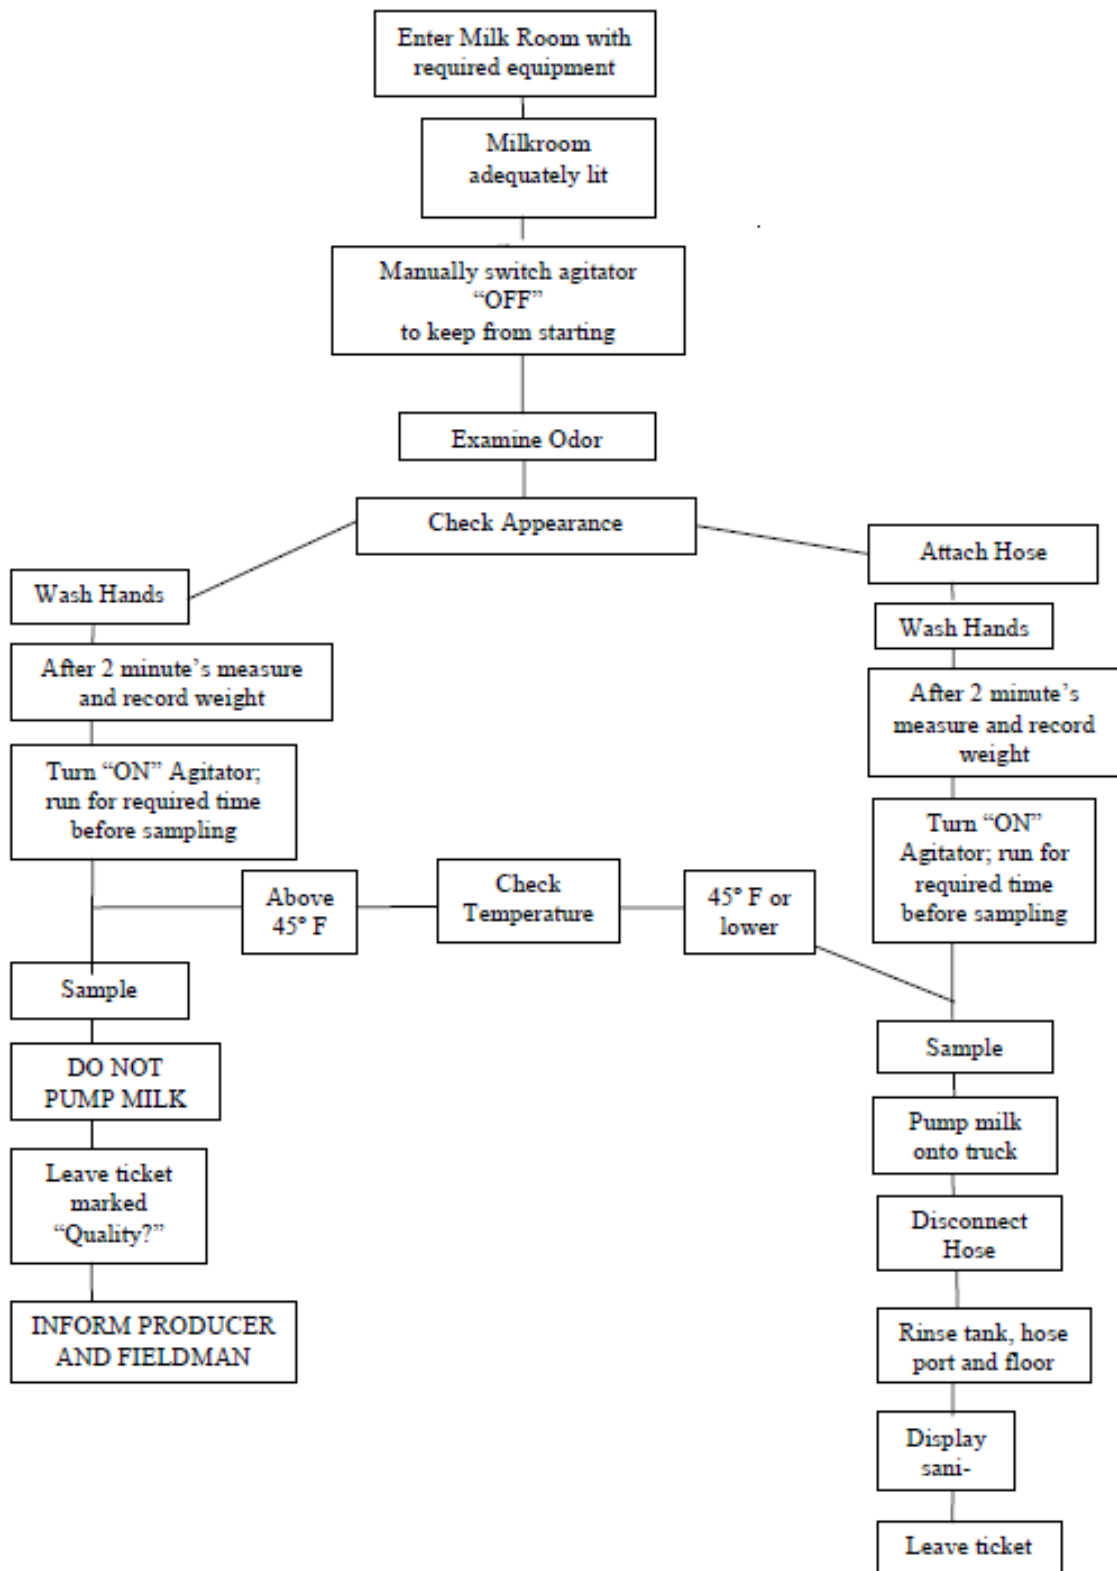 Enter Milk Room with
required equipment
Milkroom
adequately lit
Manually switch agitator
“OFF”
to keep from starting
Examine Odor
Check Appearance
Wash Hands
After 2 minute’s measure
and record weight
Turn “ON” Agitator;
run for required time
before sampling
Attach Hose
Wash Hands
After 2 minute’s
measure and record
weight
Turn “ON”
Agitator; run for
required time
before sampling
Above
45° F
Check
Temperature
45° F or
lower
Sample
DO NOT
PUMP MILK
Leave ticket
marked
“Quality?”
INFORM PRODUCER
AND FIELDMAN
Sample
Pump milk
onto truck
Disconnect
Hose
Rinse tank, hose
port and floor
Display
sani-
Leave ticket